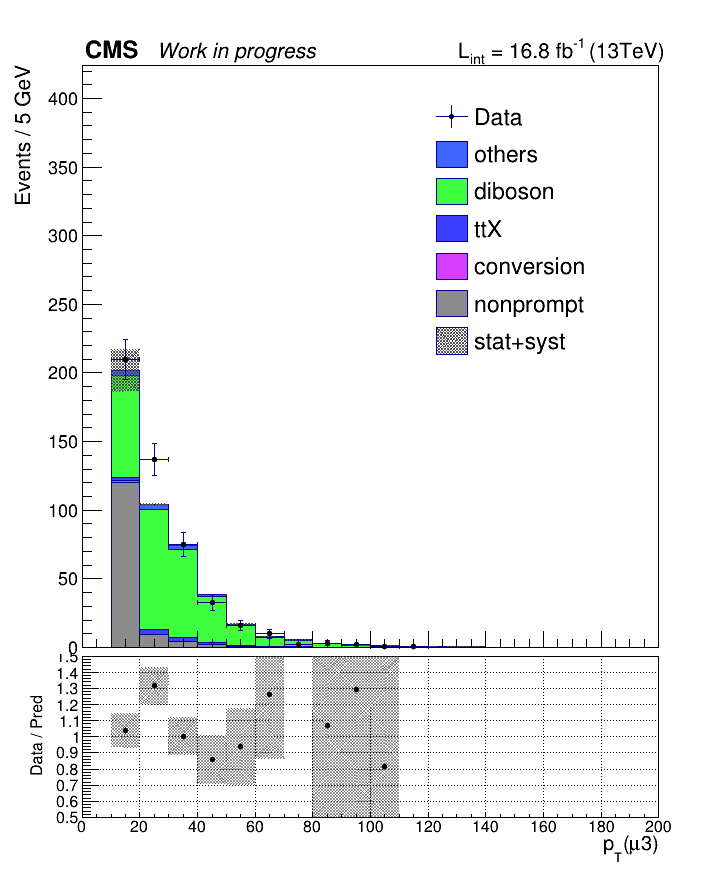 CMS Work in progress L_int = 16.8 fb^-1 (13TeV)
Events / 5 GeV
400
350
300
250
200
150
100
50
0
Data
others
diboson
ttX
conversion
nonprompt
stat+syst
Data / Pred
1.5
1.4
1.3
1.2
1.1
1
0.9
0.8
0.7
0.6
0.5
0 20 40 60 80 100 120 140 160 180 200
p_T(μ3)